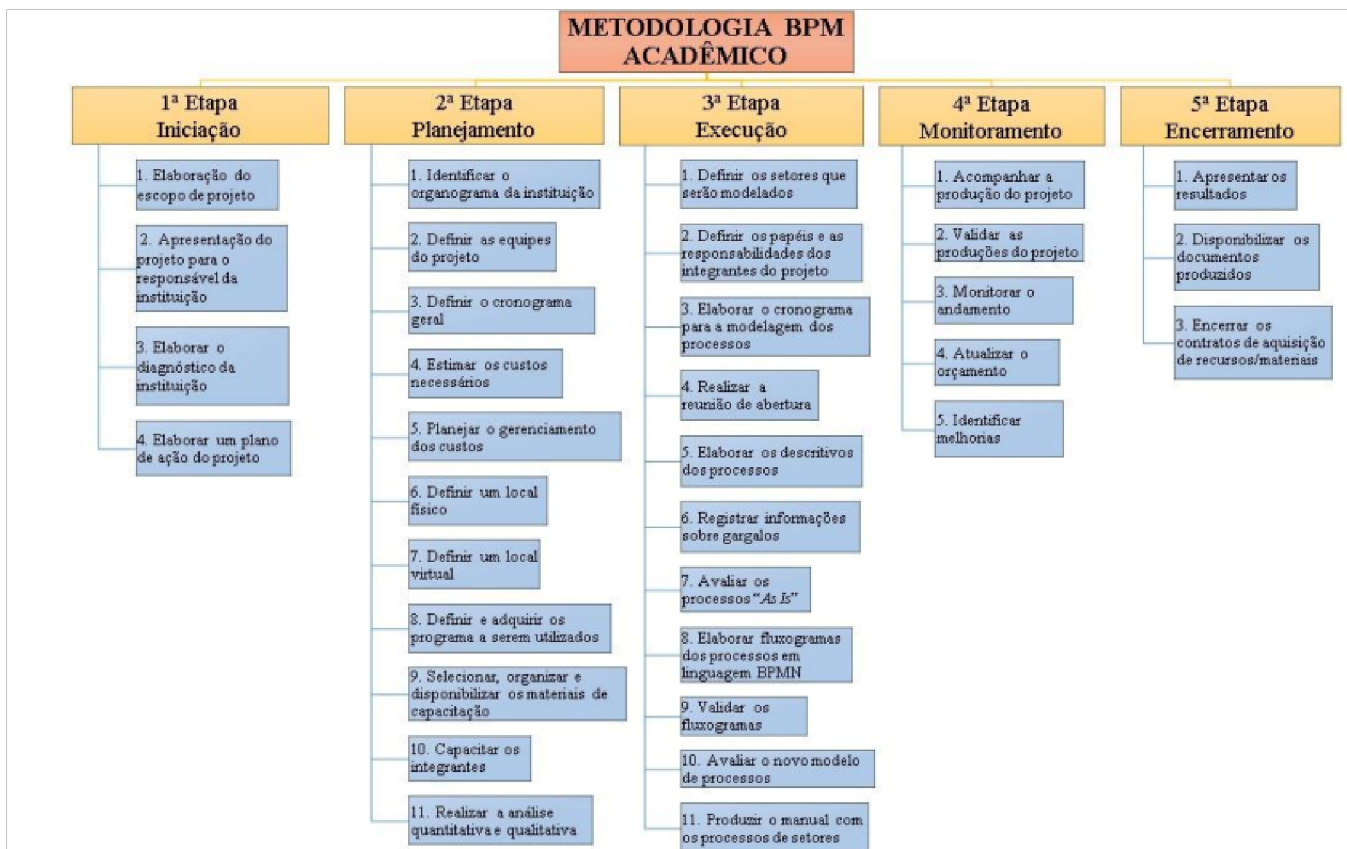 METODOLOGIA BPM
ACADÊMICO
1ª Etapa
Iniciação
1. Elaboração do
escopo de projeto
2. Apresentação do
projeto para o
responsável da
instituição
3. Elaborar o
diagnóstico da
instituição
4. Elaborar um plano
de ação do projeto
2ª Etapa
Planejamento
1. Identificar o
organograma da instituição
2. Definir as equipes
do projeto
3. Definir o cronograma
geral
4. Estimar os custos
necessários
5. Planejar o gerenciamento
dos custos
6. Definir um local
físico
7. Definir um local
virtual
8. Definir e adquirir os
programa a serem utilizados
9. Selecionar, organizar e
disponibilizar os materiais de
capacitação
10. Capacitar os
integrantes
11. Realizar a análise
quantitativa e qualitativa
3ª Etapa
Execução
1. Definir os setores que
serão modelados
2. Definir os papéis e as
responsabilidades dos
integrantes do projeto
3. Elaborar o cronograma
para a modelagem dos
processos
4. Realizar a
reunião de abertura
5. Elaborar os descritivos
dos processos
6. Registrar informações
sobre gargalos
7. Avaliar os
processos “As Is”
8. Elaborar fluxogramas
dos processos em
linguagem BPMN
9. Validar os
fluxogramas
10. Avaliar o novo modelo
de processos
11. Produzir o manual com
os processos de setores
4ª Etapa
Monitoramento
1. Acompanhar a
produção do projeto
2. Validar as
produções do projeto
3. Monitorar o
andamento
4. Atualizar o
orçamento
5. Identificar
melhorias
5ª Etapa
Encerramento
1. Apresentar os
resultados
2. Disponibilizar os
documentos
produzidos
3. Encerrar os
contratos de aquisição
de recursos/materiais